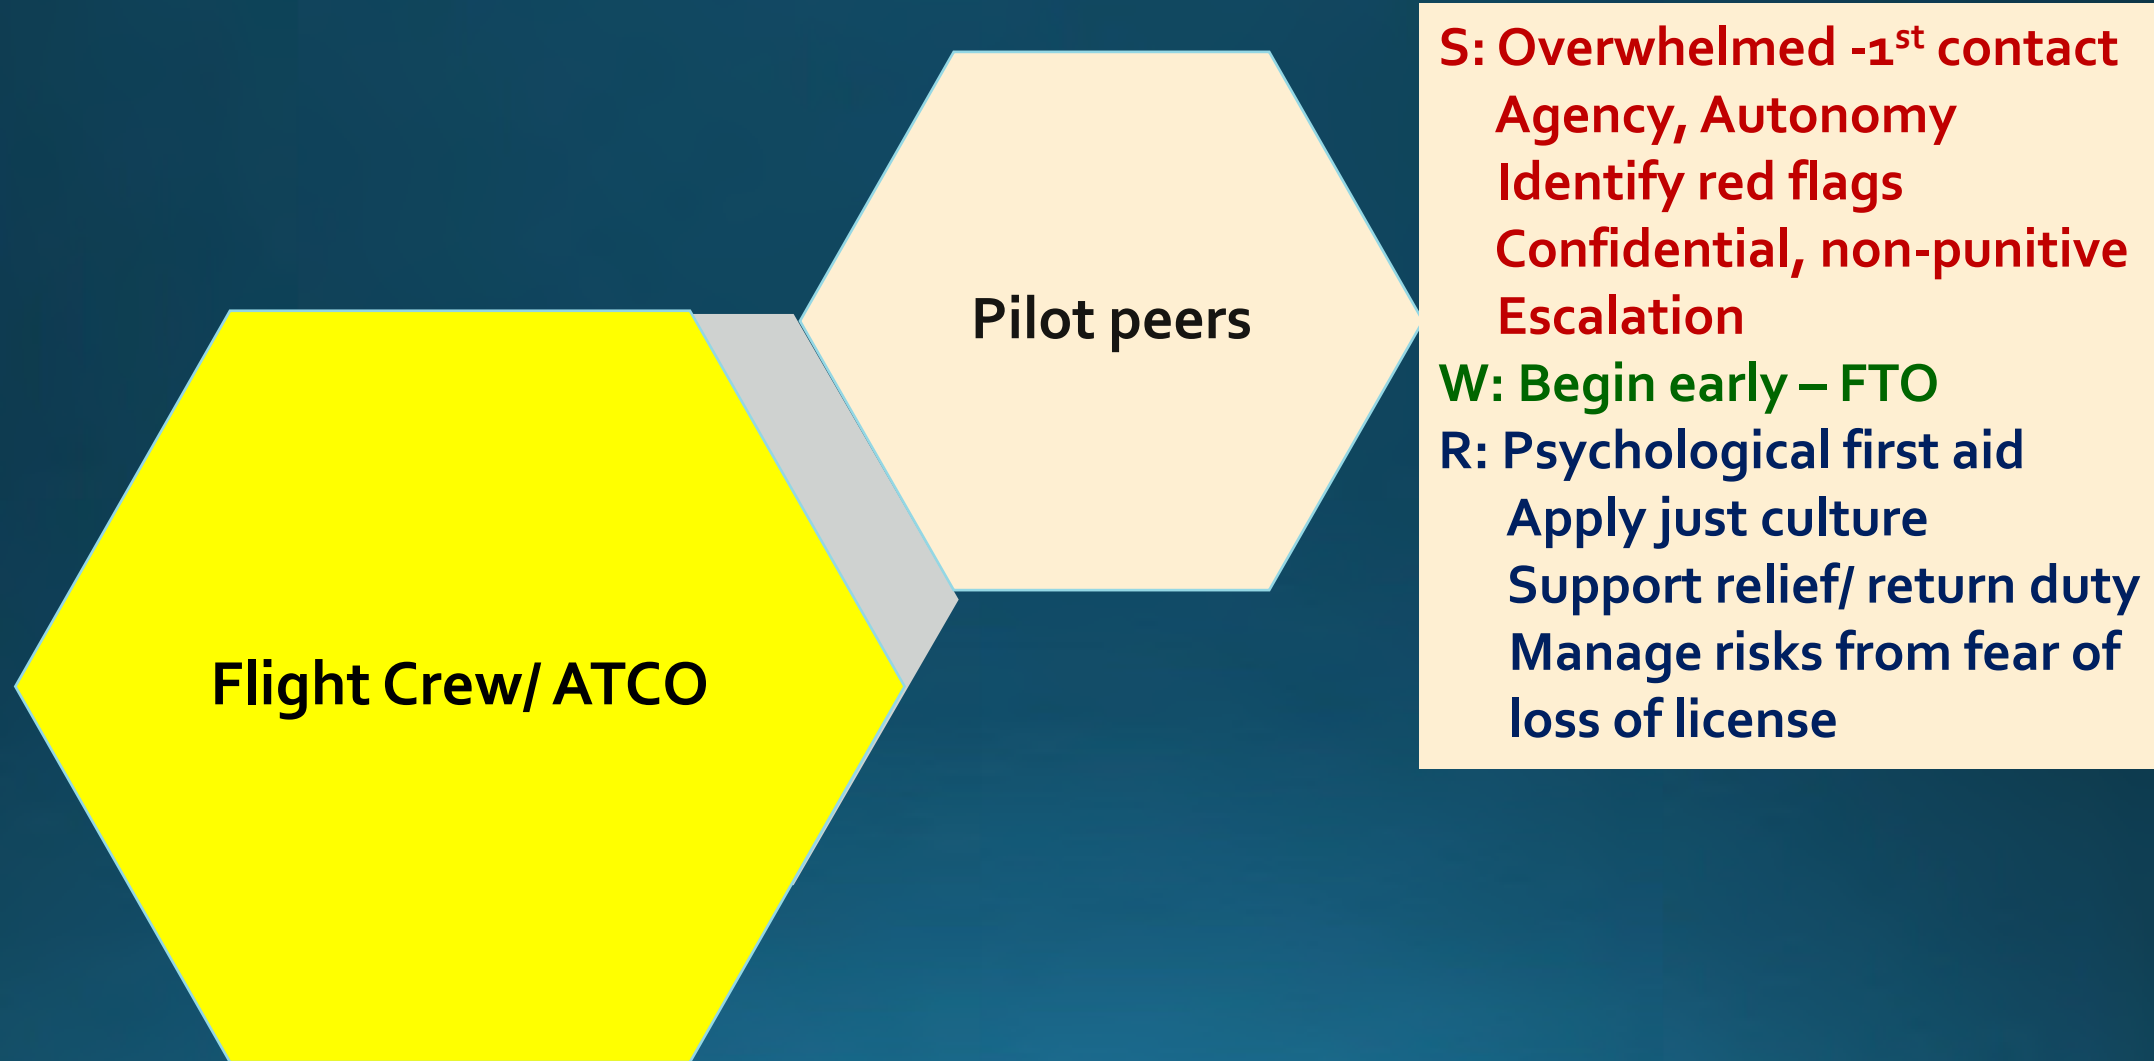 Flight Crew/ ATCO
Pilot peers
S: Overwhelmed -1st contact
Agency, Autonomy
Identify red flags
Confidential, non-punitive
Escalation
W: Begin early – FTO
R: Psychological first aid
Apply just culture
Support relief/ return duty
Manage risks from fear of
loss of license